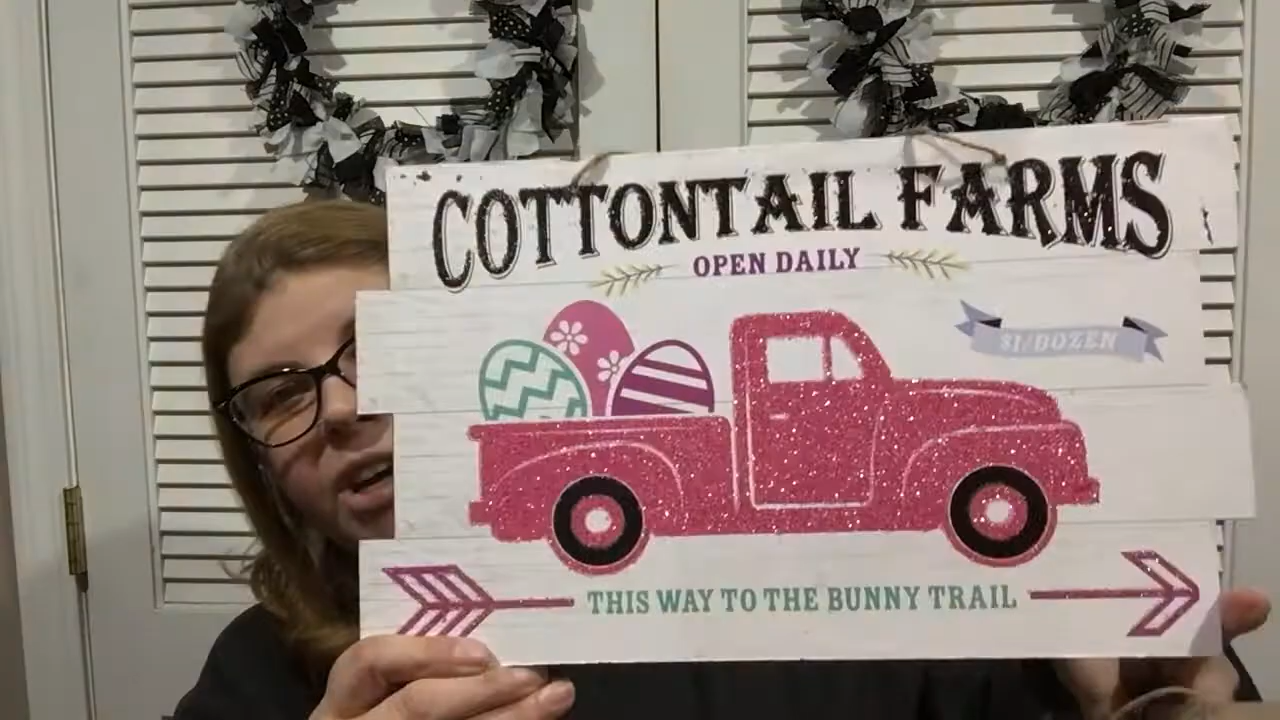 COTTONTAIL FARMS
OPEN DAILY
$1/DOZEN
THIS WAY TO THE BUNNY TRAIL